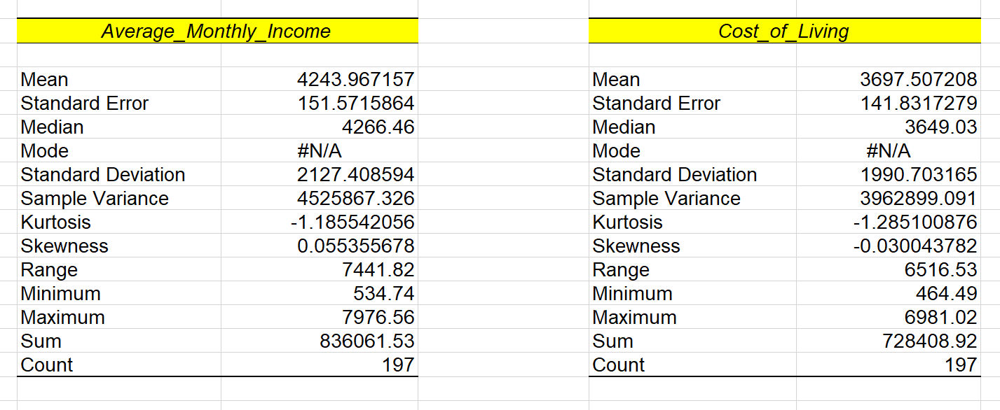 Average_Monthly_Income Cost_of_Living
Mean 4243.967157 Mean 3697.507208
Standard Error 151.5715864 Standard Error 141.8317279
Median 4266.46 Median 3649.03
Mode #N/A Mode #N/A
Standard Deviation 2127.408594 Standard Deviation 1990.703165
Sample Variance 4525867.326 Sample Variance 3962899.091
Kurtosis -1.185542056 Kurtosis -1.285100876
Skewness 0.055355678 Skewness -0.030043782
Range 7441.82 Range 6516.53
Minimum 534.74 Minimum 464.49
Maximum 7976.56 Maximum 6981.02
Sum 836061.53 Sum 728408.92
Count 197 Count 197